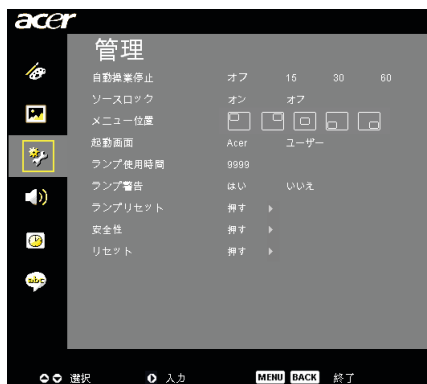 acer
管理
自動操業停止 オフ 15 30 60
ソースロック オン オフ
メニュー位置
起動画面 Acer ユーザー
ランプ使用時間 9999
ランプ警告 はい いいえ
ランプリセット 押す
安全性 押す
リセット 押す
abc
選択 入力 MENU BACK 終了